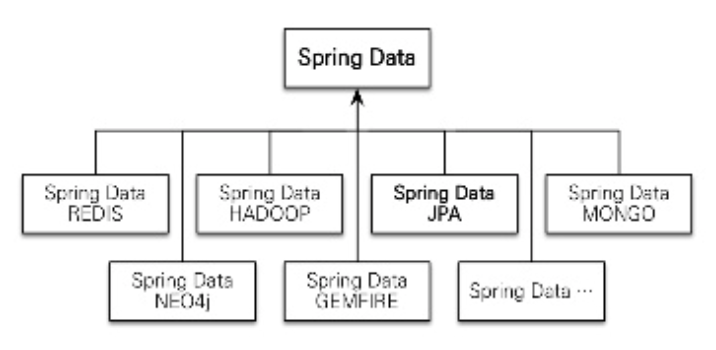 Spring Data
Spring Data
REDIS
Spring Data
HADOOP
Spring Data
JPA
Spring Data
MONGO
Spring Data
NEO4j
Spring Data
GEMFIRE
Spring Data ...